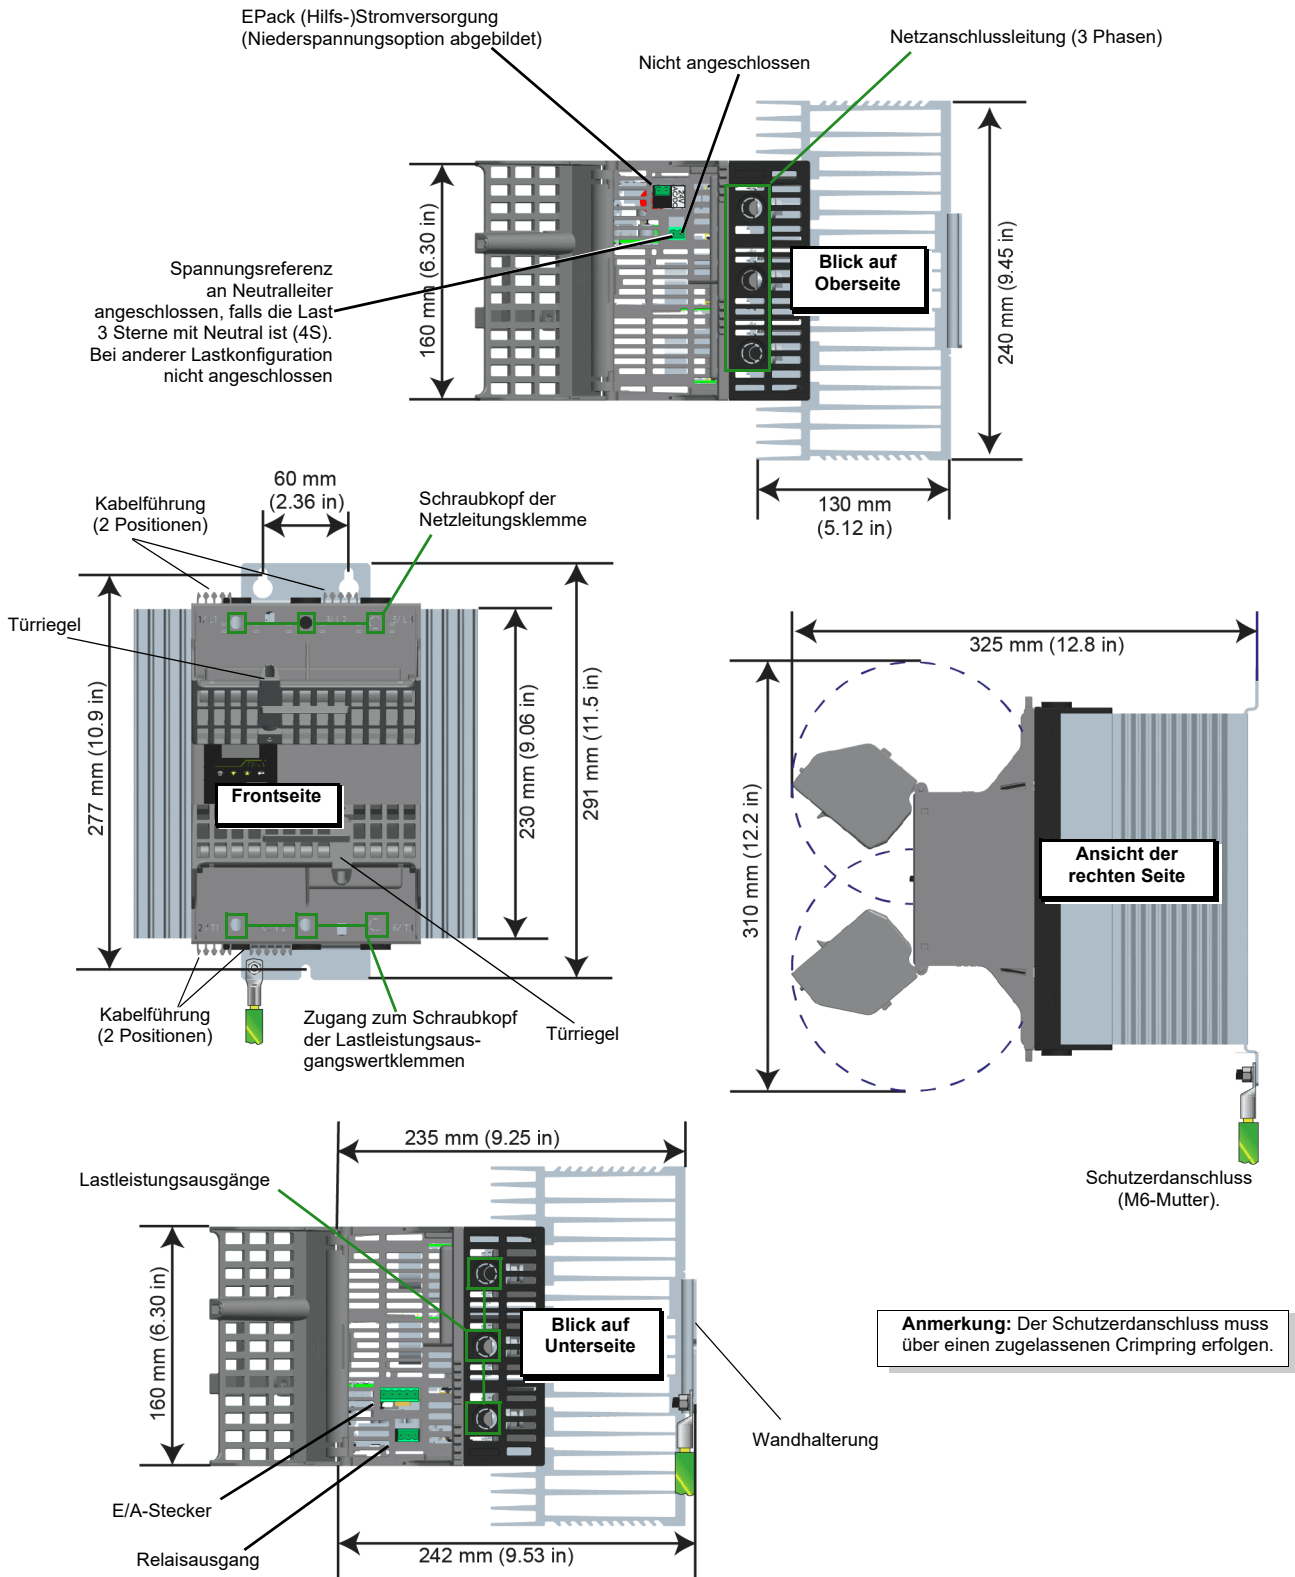 EPack (Hilfs-)Stromversorgung
(Niederspannungsoption abgebildet)
Nicht angeschlossen
Netzanschlussleitung (3 Phasen)
Spannungsreferenz
an Neutralleiter
angeschlossen, falls die Last
3 Sterne mit Neutral ist (4S).
Bei anderer Lastkonfiguration
nicht angeschlossen
160 mm (6.30 in)
Blick auf
Oberseite
240 mm (9.45 in)
130 mm
(5.12 in)
60 mm
(2.36 in)
Kabelführung
(2 Positionen)
Schraubkopf der
Netzleitungsklemme
Türriegel
277 mm (10.9 in)
Frontseite
230 mm (9.06 in)
291 mm (11.5 in)
Kabelführung
(2 Positionen)
Zugang zum Schraubkopf
der Lastleistungsaus-
gangswertklemmen
Türriegel
325 mm (12.8 in)
310 mm (12.2 in)
Ansicht der
rechten Seite
Schutzerdanschluss
(M6-Mutter).
235 mm (9.25 in)
Lastleistungsausgänge
160 mm (6.30 in)
Blick auf
Unterseite
Anmerkung: Der Schutzerdanschluss muss
über einen zugelassenen Crimpring erfolgen.
Wandhalterung
E/A-Stecker
Relaisausgang
242 mm (9.53 in)